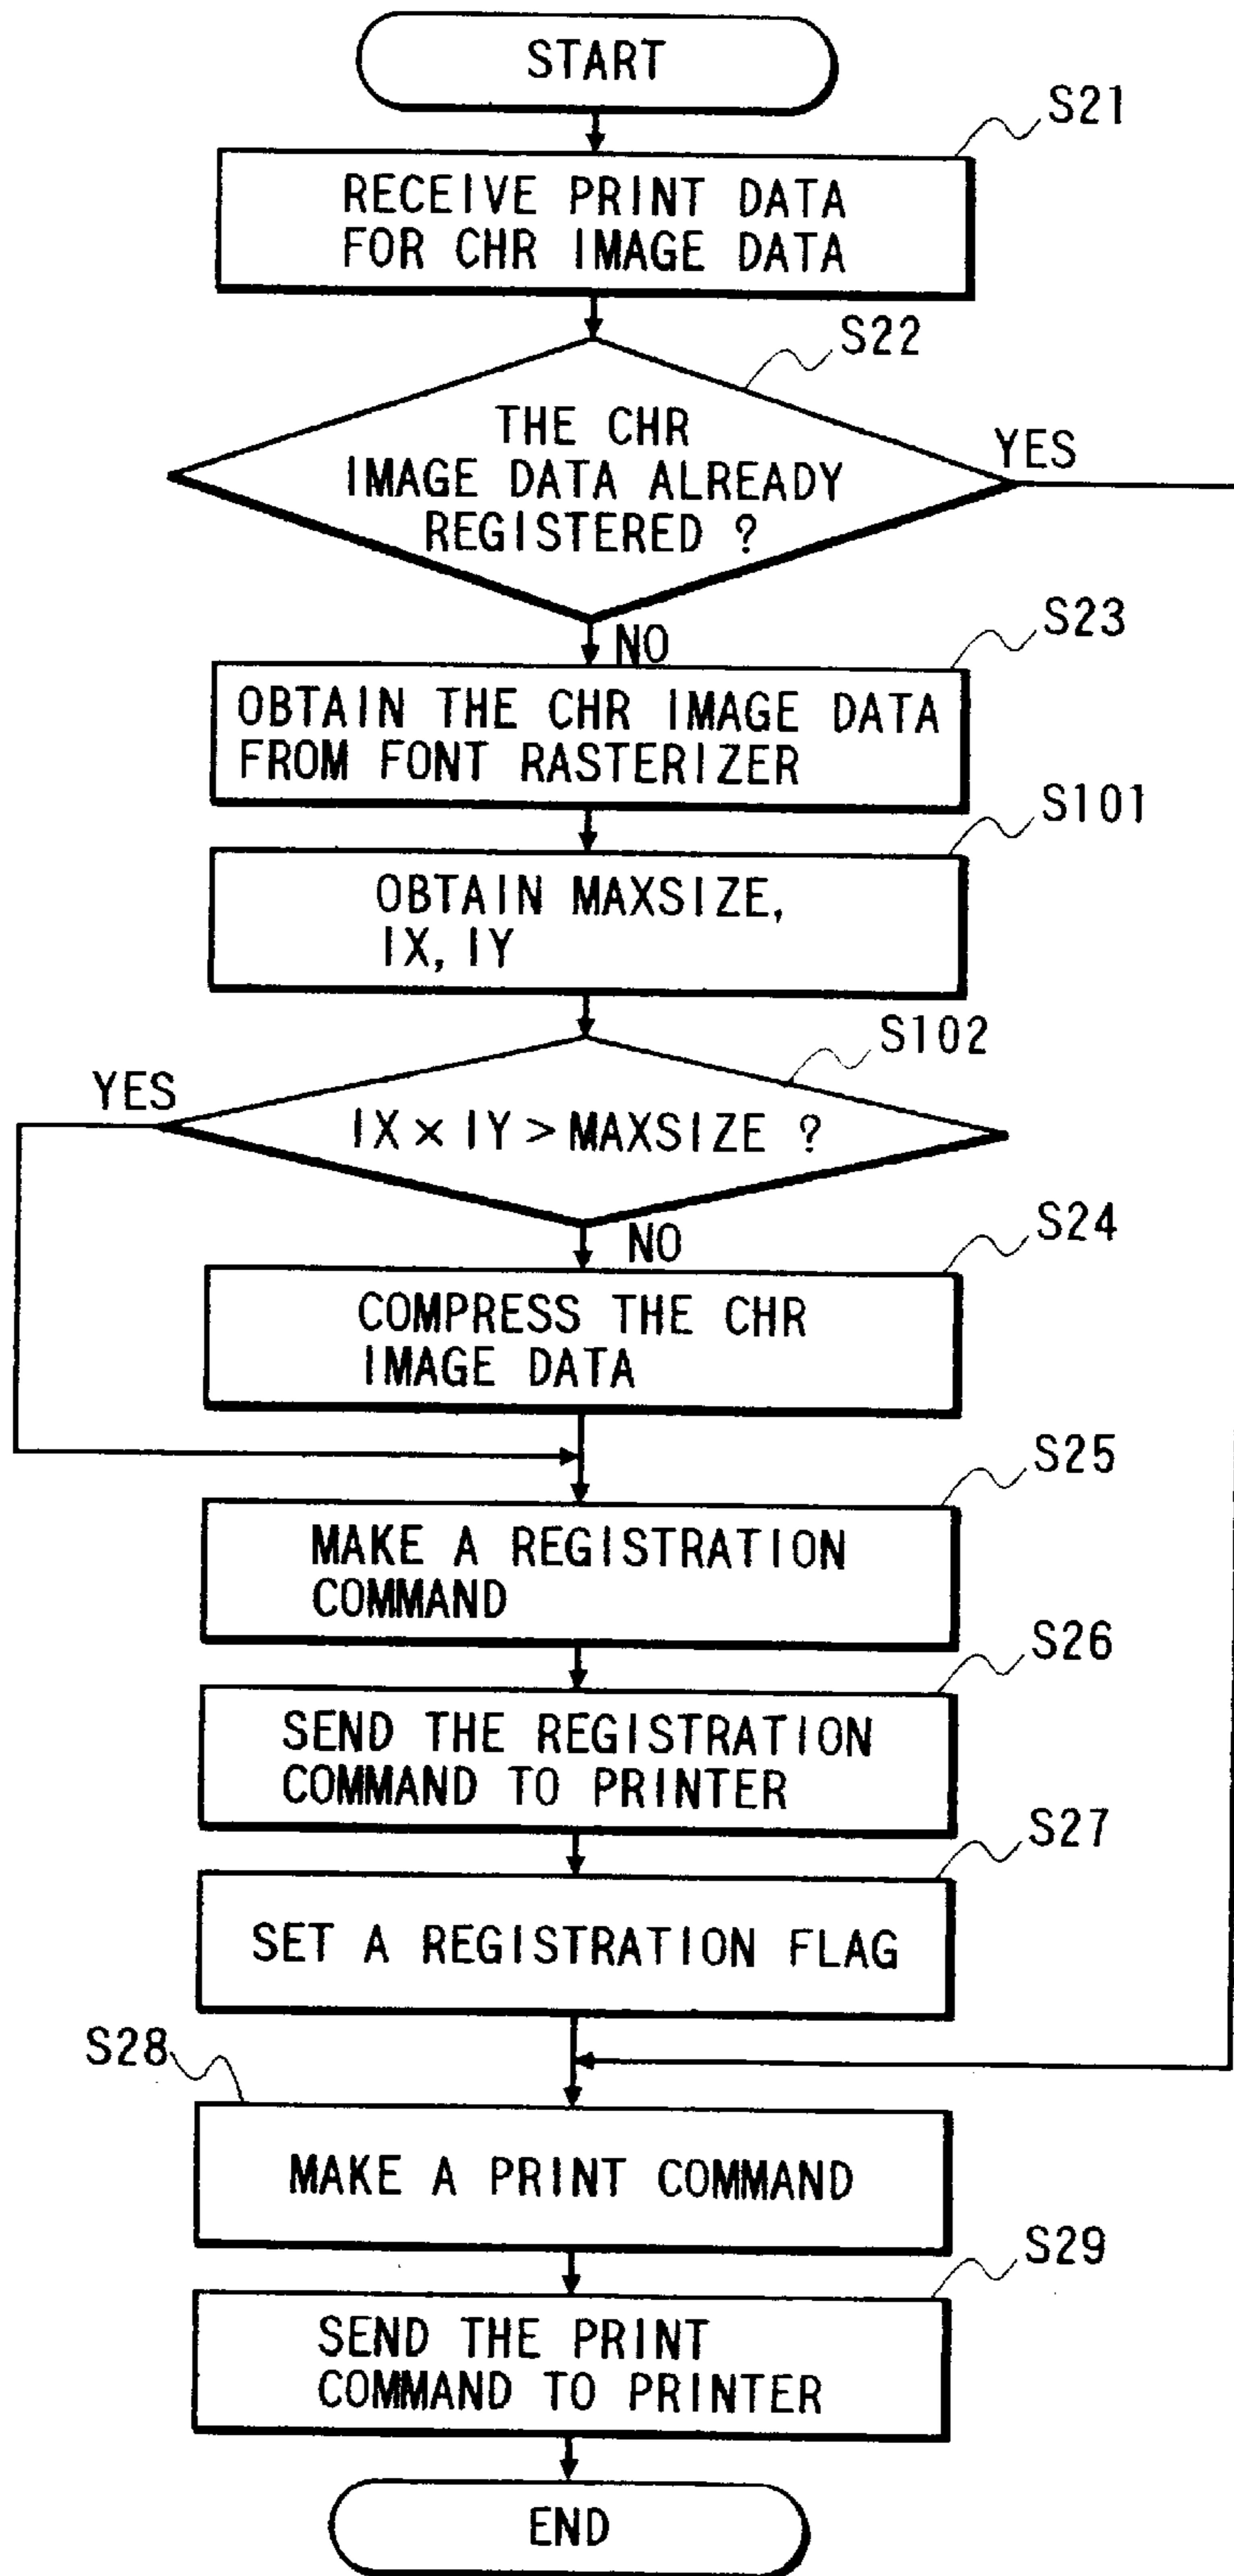 START
S21
RECEIVE PRINT DATA
FOR CHR IMAGE DATA
S22
THE CHR
IMAGE DATA ALREADY
REGISTERED ?
YES
NO
S23
OBTAIN THE CHR IMAGE DATA
FROM FONT RASTERIZER
S101
OBTAIN MAXSIZE,
IX, IY
S102
YES
IX × IY > MAXSIZE ?
NO
S24
COMPRESS THE CHR
IMAGE DATA
S25
MAKE A REGISTRATION
COMMAND
S26
SEND THE REGISTRATION
COMMAND TO PRINTER
S27
SET A REGISTRATION FLAG
S28
MAKE A PRINT COMMAND
S29
SEND THE PRINT
COMMAND TO PRINTER
END